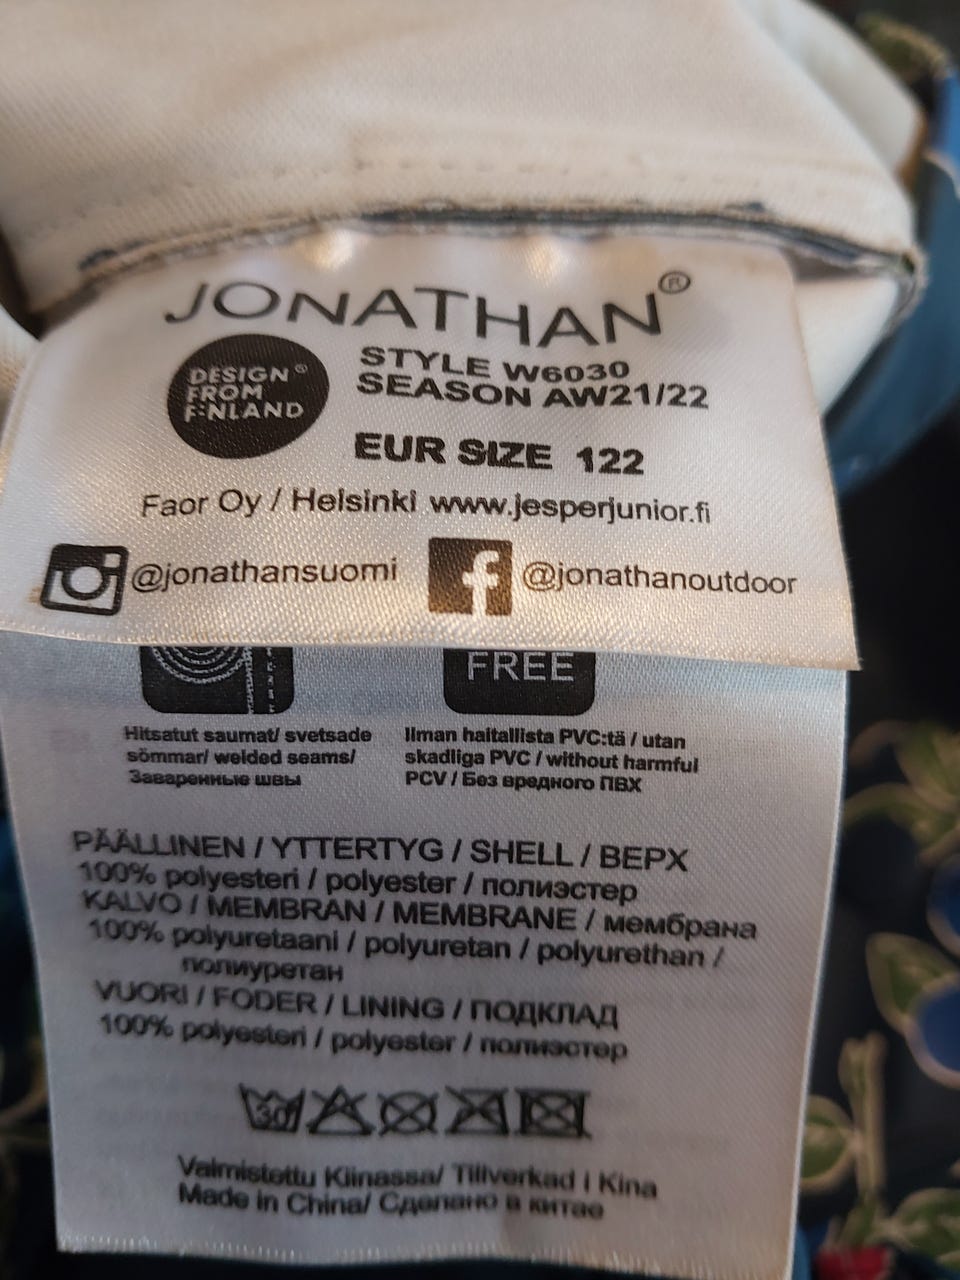 JONATHAN®
DESIGN®
FROM
FINLAND
STYLE W6030
SEASON AW21/22
EUR SIZE 122
Faor Oy / Helsinki www.jesperjunior.fi
@jonathansuomi
f @jonathanoutdoor
FREE
Hitsatut saumat/ svetsade
sömmar/ welded seams/
Заваренные швы
Ilman haitallista PVC:tä / utan
skadliga PVC / without harmful
PCV / Без вредного ПВХ
PÄÄLLINEN / YTTERTYG / SHELL / ВЕРХ
100% polyesteri / polyester / полиэстер
KALVO / MEMBRAN / MEMBRANE / мембрана
100% polyuretaani / polyuretan / polyurethan /
полиуретан
VUORI / FODER / LINING / ПОДКЛАД
100% polyesteri / polyester / полиэстер
30
Valmistettu Kiinassa/ Tillverkad i Kina
Made in China/ Сделано в китае